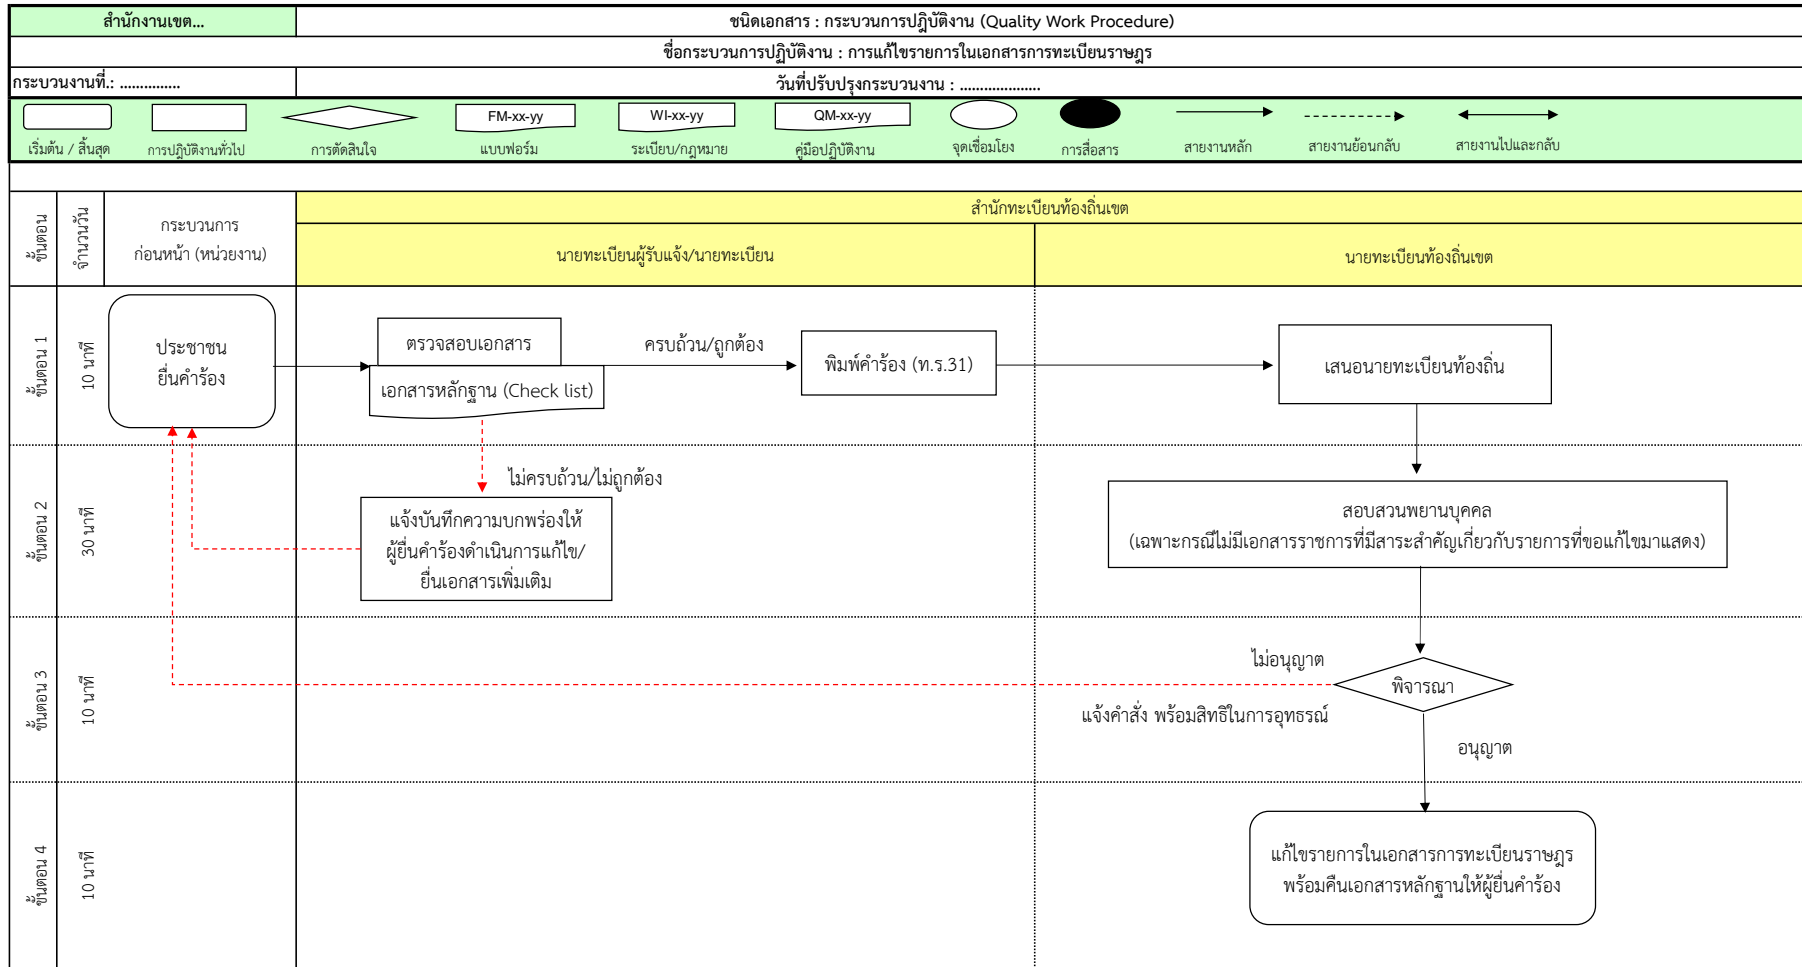 สำนักงานเขต...
ชนิดเอกสาร : กระบวนการปฏิบัติงาน (Quality Work Procedure)
ชื่อกระบวนการปฏิบัติงาน : การแก้ไขรายการในเอกสารการทะเบียนราษฎร
กระบวนงานที่.: ...............
วันที่ปรับปรุงกระบวนงาน : ....................
FM-xx-yy
WI-xx-yy
QM-xx-yy
เริ่มต้น / สิ้นสุด
การปฎิบัติงานทั่วไป
การตัดสินใจ
แบบฟอร์ม
ระเบียบ/กฎหมาย
คู่มือปฏิบัติงาน
จุดเชื่อมโยง
การสื่อสาร
สายงานหลัก
สายงานย้อนกลับ
สายงานไปและกลับ
ขั้นตอน
จำนวนวัน
กระบวนการ
ก่อนหน้า (หน่วยงาน)
สำนักทะเบียนท้องถิ่นเขต
นายทะเบียนผู้รับแจ้ง/นายทะเบียน
นายทะเบียนท้องถิ่นเขต
ขั้นตอน 1
10 นาที
ประชาชน
ยื่นคำร้อง
ตรวจสอบเอกสาร
เอกสารหลักฐาน (Check list)
ครบถ้วน/ถูกต้อง
พิมพ์คำร้อง (ท.ร.31)
เสนอนายทะเบียนท้องถิ่น
ขั้นตอน 2
30 นาที
ไม่ครบถ้วน/ไม่ถูกต้อง
แจ้งบันทึกความบกพร่องให้
ผู้ยื่นคำร้องดำเนินการแก้ไข/
ยื่นเอกสารเพิ่มเติม
สอบสวนพยานบุคคล
(เฉพาะกรณีไม่มีเอกสารราชการที่มีสาระสำคัญเกี่ยวกับรายการที่ขอแก้ไขมาแสดง)
ขั้นตอน 3
10 นาที
ไม่อนุญาต
พิจารณา
แจ้งคำสั่ง พร้อมสิทธิในการอุทธรณ์
อนุญาต
ขั้นตอน 4
10 นาที
แก้ไขรายการในเอกสารการทะเบียนราษฎร
พร้อมคืนเอกสารหลักฐานให้ผู้ยื่นคำร้อง